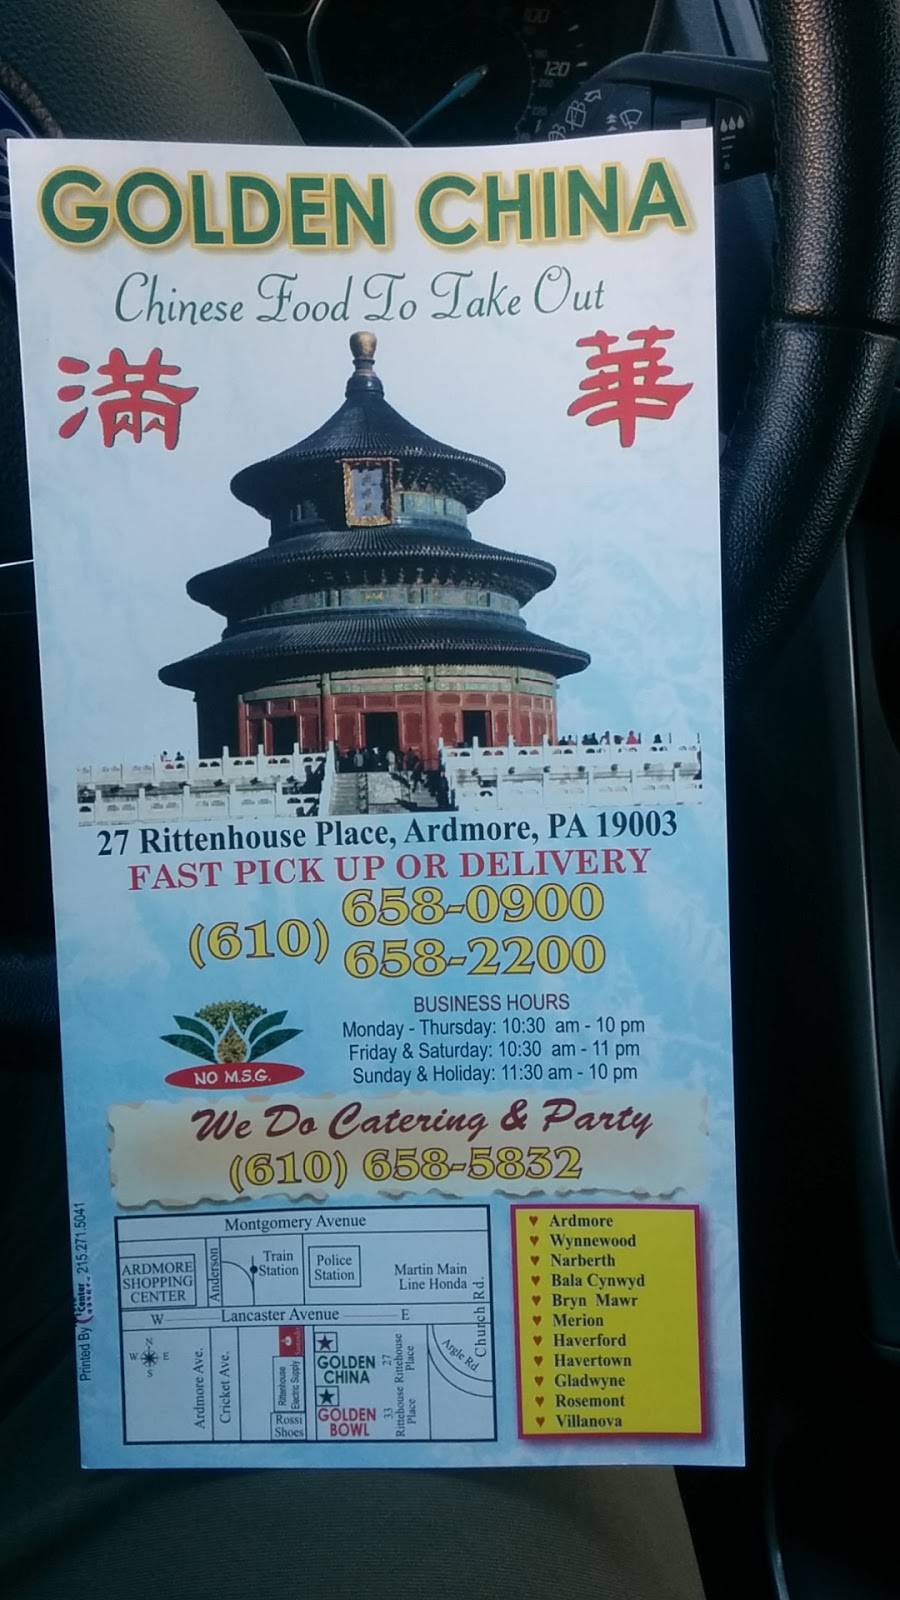 120
GOLDEN CHINA
Chinese Food To Take Out
滿 華
27 Rittenhouse Place, Ardmore, PA 19003
FAST PICK UP OR DELIVERY
(610) 658-0900
658-2200
BUSINESS HOURS
Monday - Thursday: 10:30 am - 10 pm
Friday & Saturday: 10:30 am - 11 pm
Sunday & Holiday: 11:30 am - 10 pm
NO M.S.G.
We Do Catering & Party
(610) 658-5832
Montgomery Avenue
ARDMORE
SHOPPING
CENTER
Anderson
Train
Station
Police
Station
Martin Main
Line Honda
Church Rd.
W Lancaster Avenue E
N
W E
S
Ardmore Ave.
Cricket Ave.
Rittenhouse
Electric Supply
Rossi
Shoes
GOLDEN
CHINA
27
Rittehouse
Place
GOLDEN
BOWL
33
Rittehouse
Place
Argle Rd
Ardmore
Wynnewood
Narberth
Bala Cynwyd
Bryn Mawr
Merion
Haverford
Havertown
Gladwyne
Rosemont
Villanova
Printed By
Center 215.271.5041